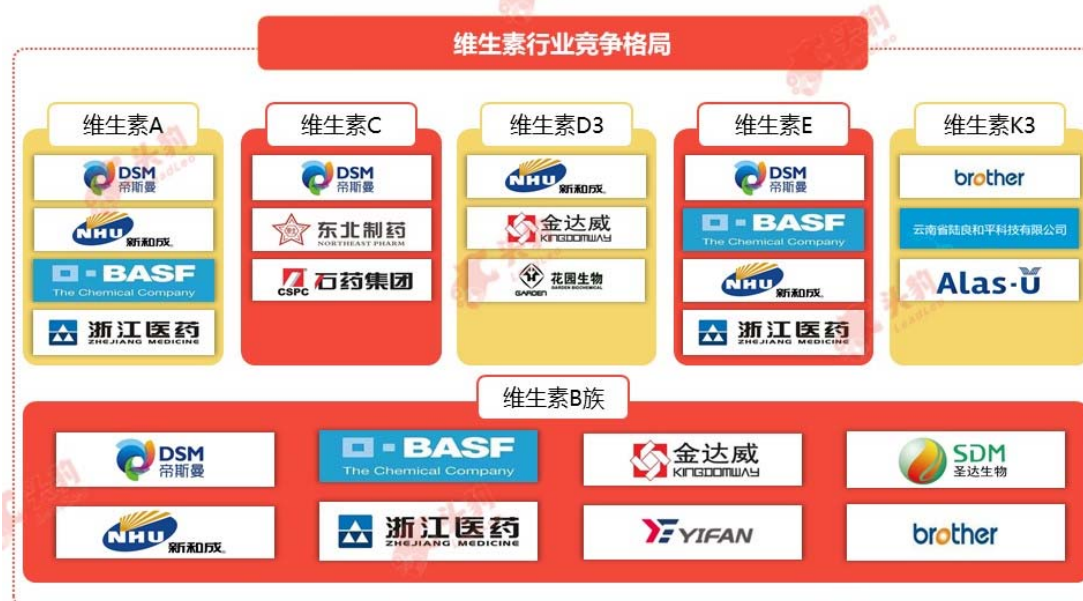 维生素行业竞争格局
维生素A
DSM
帝斯曼
NHU 新和成
BASF
The Chemical Company
浙江医药
ZHEJIANG MEDICINE
维生素C
DSM
帝斯曼
东北制药
NORTHEAST PHARM
CSPC 石药集团
维生素D3
NHU 新和成
金达威
KINGDOMWAY
GARDEN 花园生物
GARDEN BIOCHEMICAL
维生素E
DSM
帝斯曼
BASF
The Chemical Company
NHU 新和成
浙江医药
ZHEJIANG MEDICINE
维生素K3
brother
云南省陆良和平科技有限公司
Alas-Ü
维生素B族
DSM
帝斯曼
BASF
The Chemical Company
金达威
KINGDOMWAY
SDM
圣达生物
NHU 新和成
浙江医药
ZHEJIANG MEDICINE
YIFAN
brother
头豹
LeadLeo